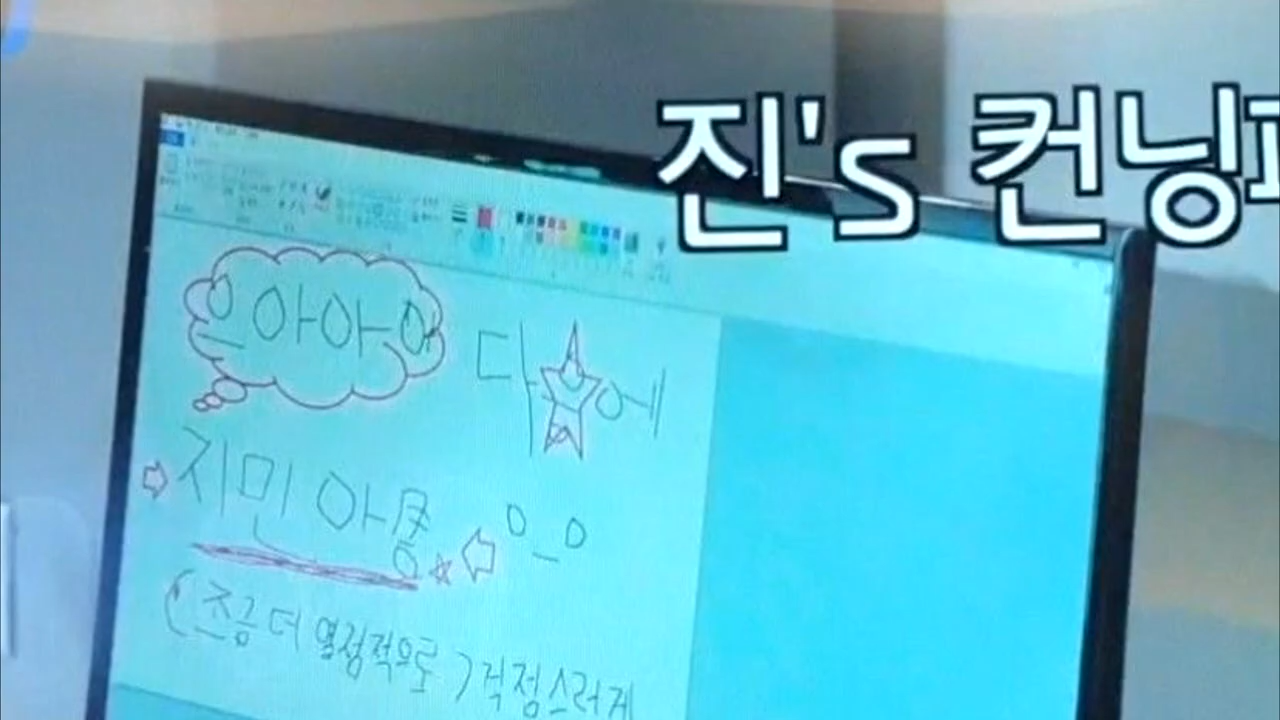 진's 컨닝
으아아아 다음에
지민 아롱 ㅇ_ㅇ
(조금 더 열정적으로 걱정스러게